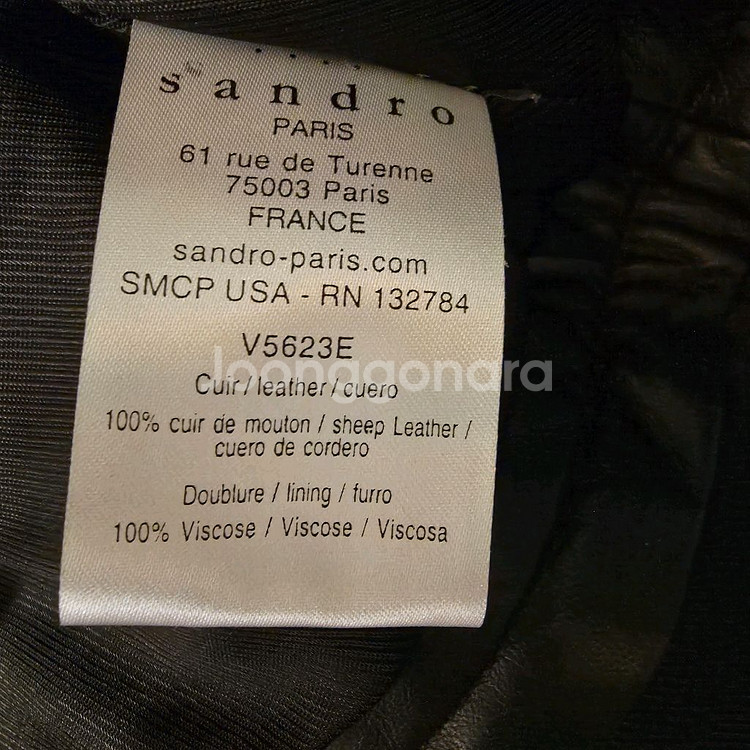 sandro
PARIS
61 rue de Turenne
75003 Paris
FRANCE
sandro-paris.com
SMCP USA - RN 132784
V5623E
joonggonara
Cuir / leather / cuero
100% cuir de mouton / sheep Leather /
cuero de cordero
Doublure / lining / furro
100% Viscose / Viscose / Viscosa